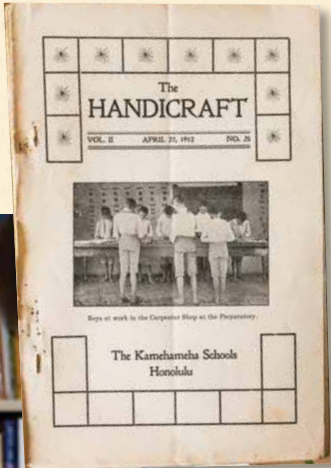 The
HANDICRAFT
VOL. II APRIL 27, 1912 NO.
Boys at work in the Carpenter Shop at the Preparatory.
The Kamehameha Schools
Honolulu